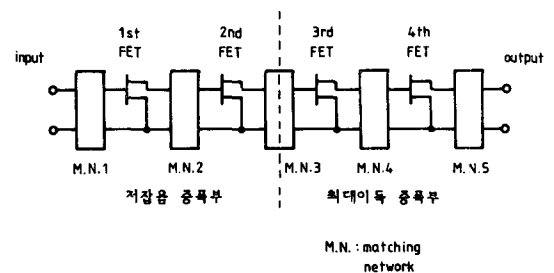 1st FET
2nd FET
3rd FET
4th FET
input
output
M.N.1
M.N.2
M.N.3
M.N.4
M.N.5
저잡음 증폭부
최대이득 증폭부
M.N. : matching network